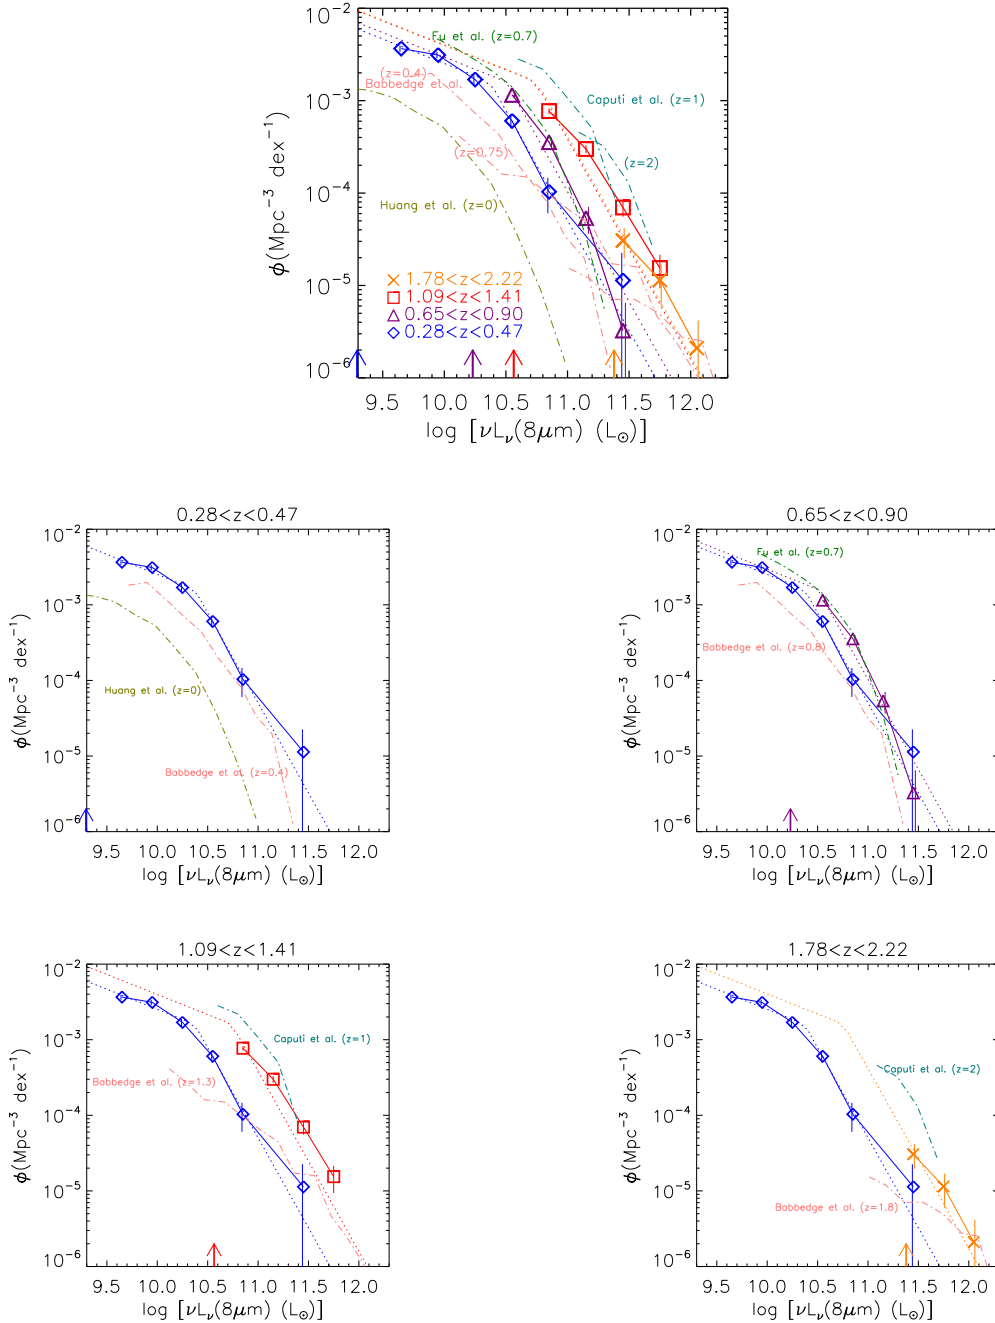 10⁻²
10⁻³
10⁻⁴
10⁻⁵
10⁻⁶
ϕ(Mpc⁻³ dex⁻¹)
Fu et al. (z=0.7)
(z=0.4)
Babbedge et al.
Caputi et al. (z=1)
(z=0.75)
(z=2)
Huang et al. (z=0)
1.78<z<2.22
1.09<z<1.41
0.65<z<0.90
0.28<z<0.47
9.5 10.0 10.5 11.0 11.5 12.0
log [νLν(8μm) (L⊙)]
0.28<z<0.47
10⁻²
10⁻³
10⁻⁴
10⁻⁵
10⁻⁶
ϕ(Mpc⁻³ dex⁻¹)
Huang et al. (z=0)
Babbedge et al. (z=0.4)
9.5 10.0 10.5 11.0 11.5 12.0
log [νLν(8μm) (L⊙)]
0.65<z<0.90
10⁻²
10⁻³
10⁻⁴
10⁻⁵
10⁻⁶
ϕ(Mpc⁻³ dex⁻¹)
Fu et al. (z=0.7)
Babbedge et al. (z=0.8)
9.5 10.0 10.5 11.0 11.5 12.0
log [νLν(8μm) (L⊙)]
1.09<z<1.41
10⁻²
10⁻³
10⁻⁴
10⁻⁵
10⁻⁶
ϕ(Mpc⁻³ dex⁻¹)
Caputi et al. (z=1)
Babbedge et al. (z=1.3)
9.5 10.0 10.5 11.0 11.5 12.0
log [νLν(8μm) (L⊙)]
1.78<z<2.22
10⁻²
10⁻³
10⁻⁴
10⁻⁵
10⁻⁶
ϕ(Mpc⁻³ dex⁻¹)
Caputi et al. (z=2)
Babbedge et al. (z=1.8)
9.5 10.0 10.5 11.0 11.5 12.0
log [νLν(8μm) (L⊙)]